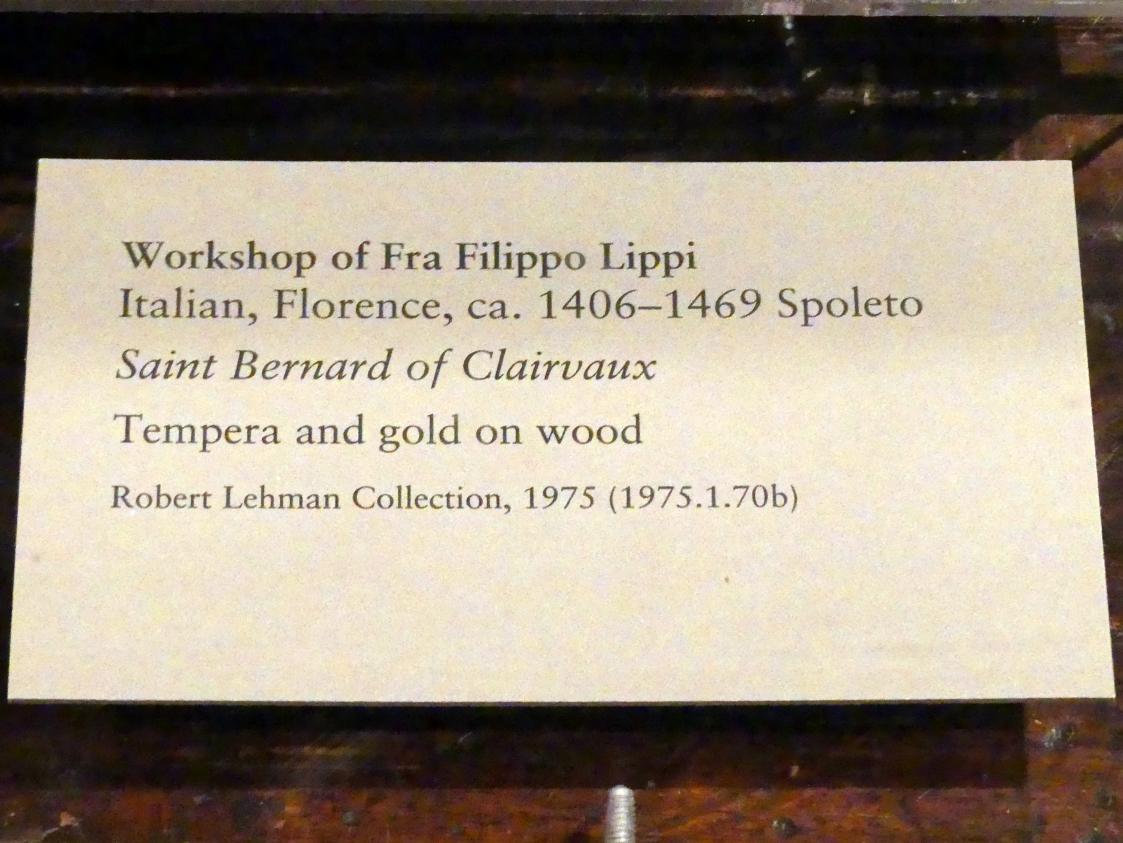 Workshop of Fra Filippo Lippi
Italian, Florence, ca. 1406–1469 Spoleto
Saint Bernard of Clairvaux
Tempera and gold on wood
Robert Lehman Collection, 1975 (1975.1.70b)